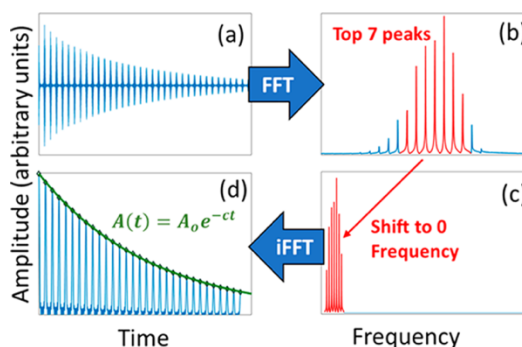 Amplitude (arbitrary units)
(a)
FFT
Top 7 peaks
(b)
(d)
A(t) = Aₒe⁻ᶜᵗ
iFFT
(c)
Shift to 0
Frequency
Time
Frequency